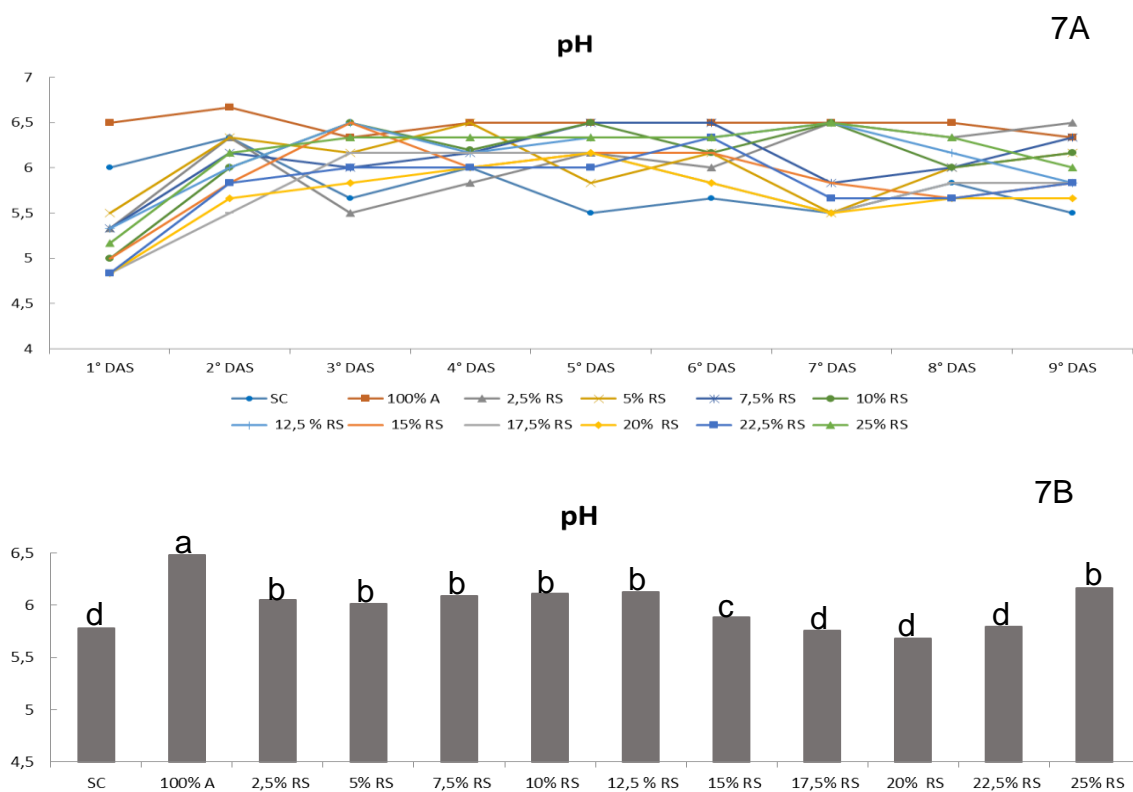 7A
pH
7
6,5
6
5,5
5
4,5
4
1° DAS 2° DAS 3° DAS 4° DAS 5° DAS 6° DAS 7° DAS 8° DAS 9° DAS
SC 100% A 2,5% RS 5% RS 7,5% RS 10% RS
12,5 % RS 15% RS 17,5% RS 20% RS 22,5% RS 25% RS
7B
pH
6,5
6
5,5
5
4,5
d a b b b b b c d d d b
SC 100% A 2,5% RS 5% RS 7,5% RS 10% RS 12,5 % RS 15% RS 17,5% RS 20% RS 22,5% RS 25% RS